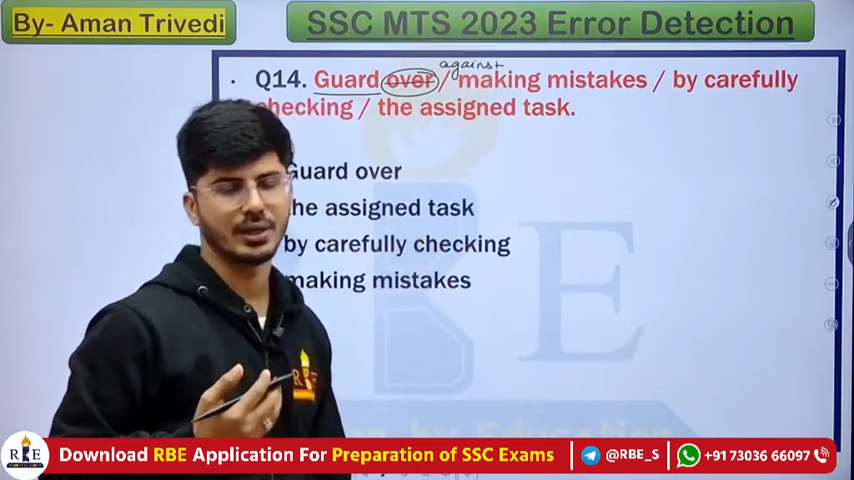 By- Aman Trivedi
SSC MTS 2023 Error Detection
against
Q14. Guard over / making mistakes / by carefully
checking / the assigned task.
Guard over
the assigned task
by carefully checking
making mistakes
RBE
Download RBE Application For Preparation of SSC Exams
@RBE_S
+91 73036 66097